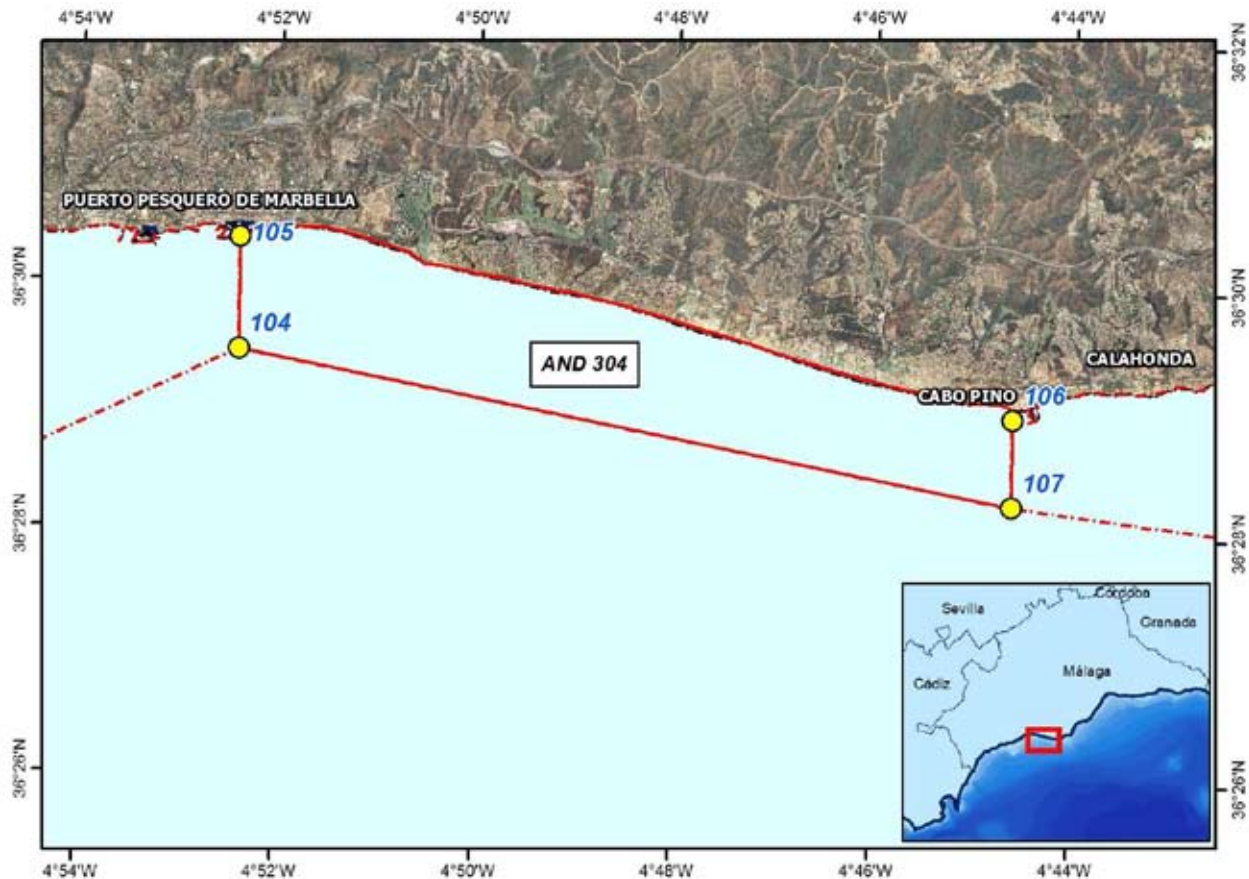 4°54'W 4°52'W 4°50'W 4°48'W 4°46'W 4°44'W
36°32'N
PUERTO PESQUERO DE MARBELLA
105
36°30'N
36°30'N
104
AND 304
CALAHONDA
CABO PINO
106
107
36°28'N
36°28'N
Sevilla
Córdoba
Granada
Málaga
Cádiz
36°26'N
36°26'N
4°54'W 4°52'W 4°50'W 4°48'W 4°46'W 4°44'W